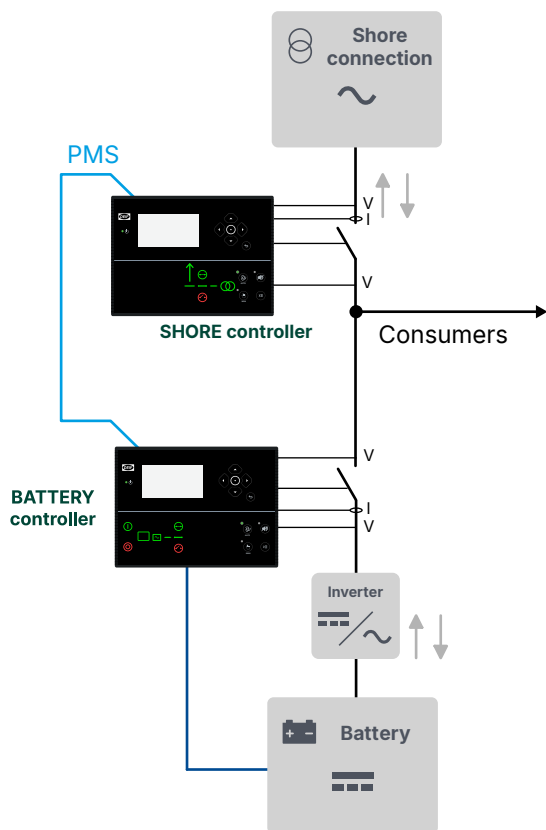 Shore
connection
PMS
V
I
V
SHORE controller
Consumers
V
BATTERY
controller
I
V
Inverter
Battery